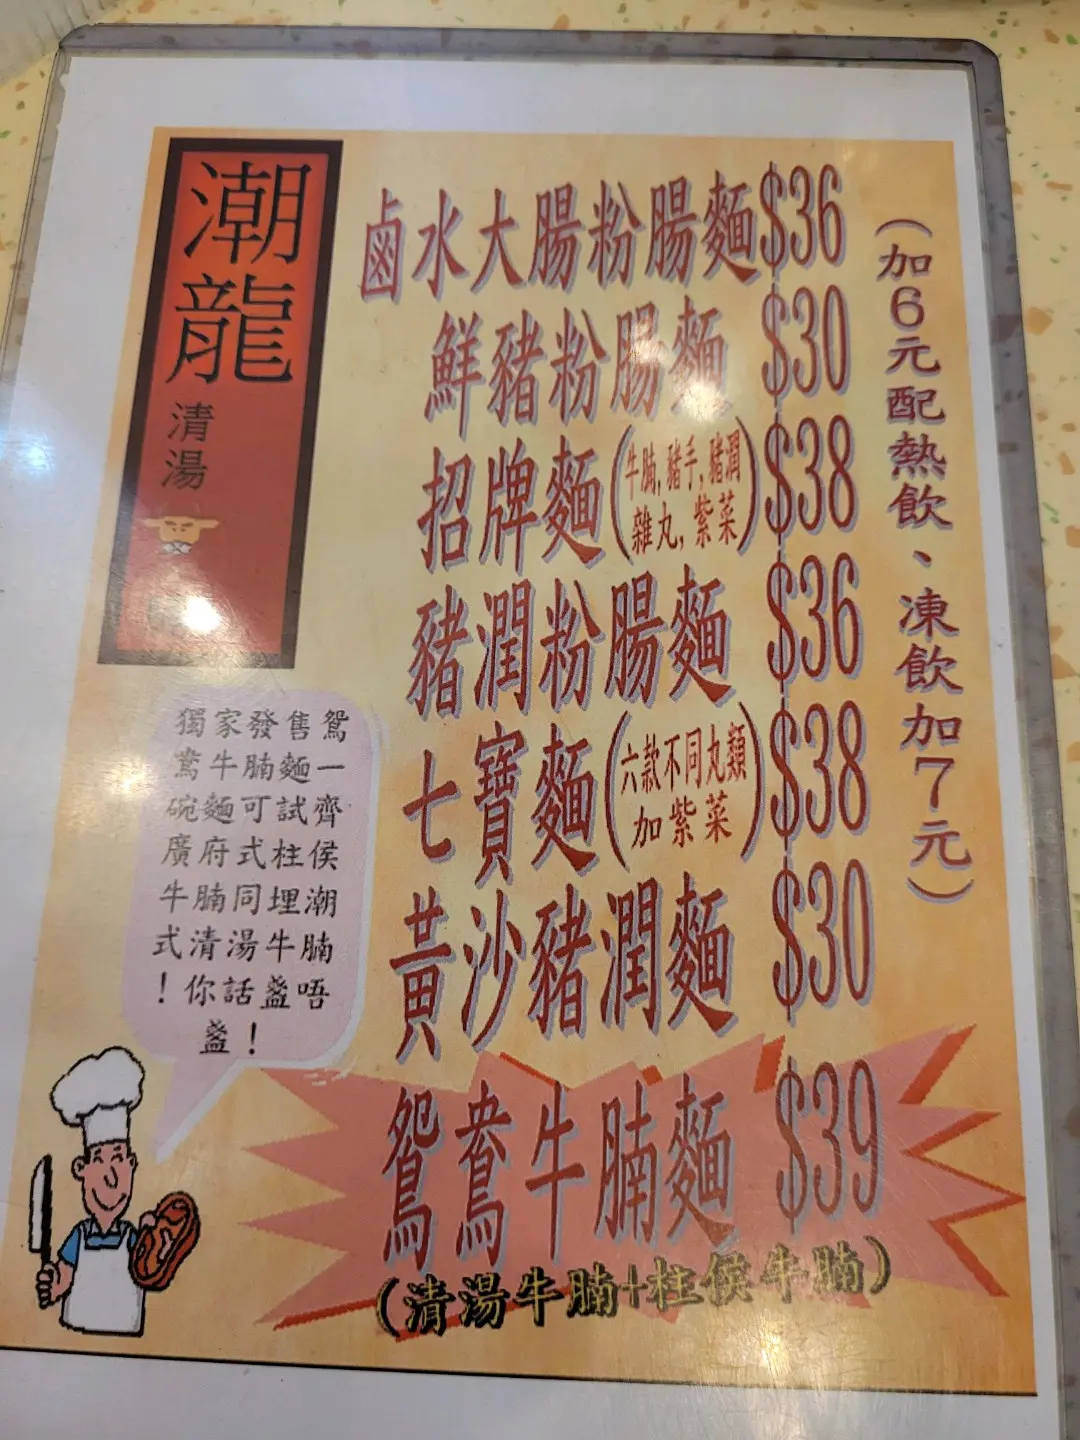 潮龍
清湯
鹵水大腸粉腸麵$36
鮮豬粉腸麵 $30
招牌麵(牛腩,豬手,豬潤
雜丸,紫菜)$38
豬潤粉腸麵 $36
七寶麵(六款不同丸類
加紫菜)$38
黃沙豬潤麵 $30
鴛鴦牛腩麵 $39
(清湯牛腩+柱侯牛腩)
(加6元配熱飲、凍飲加7元)
獨家發售鴛
鴦牛腩麵一
碗麵可試齊
廣府式柱侯
牛腩同埋潮
式清湯牛腩
!你話盞唔
盞!